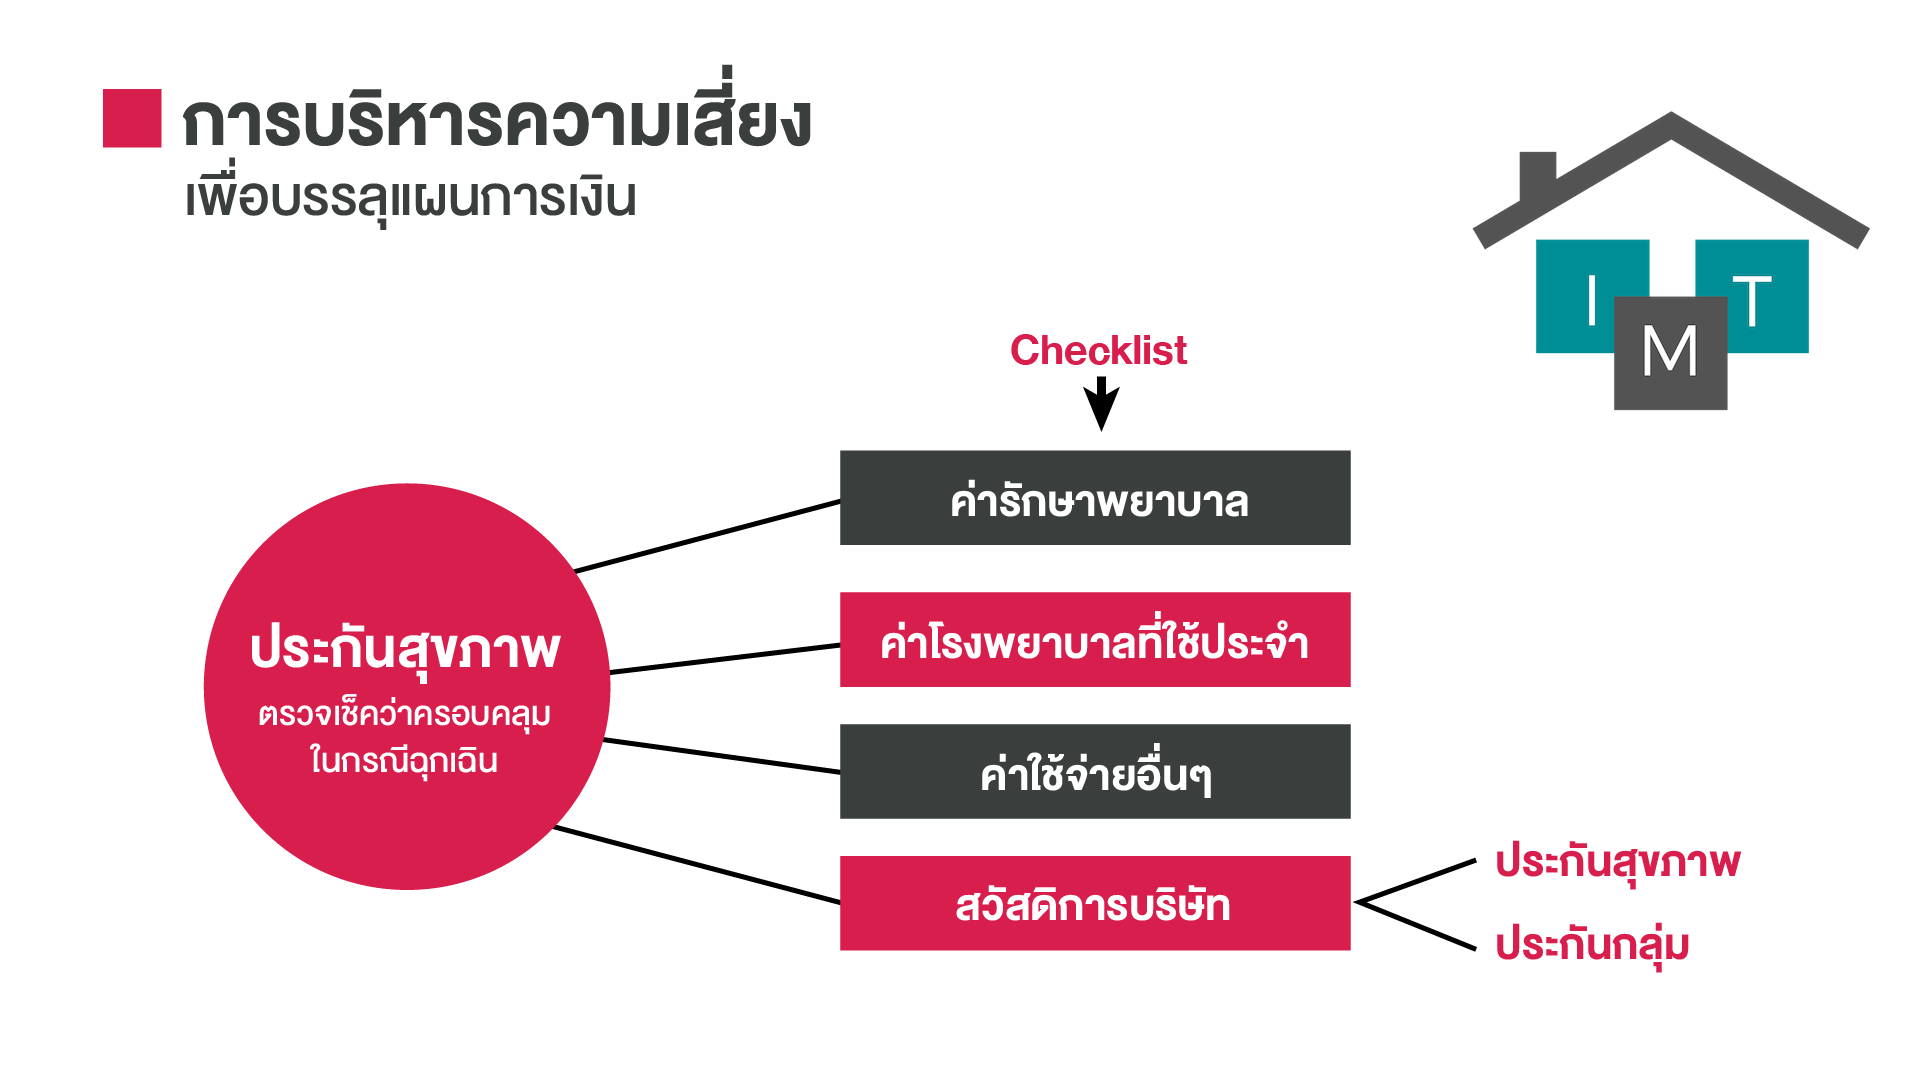 การบริหารความเสี่ยง
เพื่อบรรลุแผนการเงิน
I
M
T
Checklist
ประกันสุขภาพ
ตรวจเช็คว่าครอบคลุม
ในกรณีฉุกเฉิน
ค่ารักษาพยาบาล
ค่าโรงพยาบาลที่ใช้ประจำ
ค่าใช้จ่ายอื่นๆ
สวัสดิการบริษัท
ประกันสุขภาพ
ประกันกลุ่ม